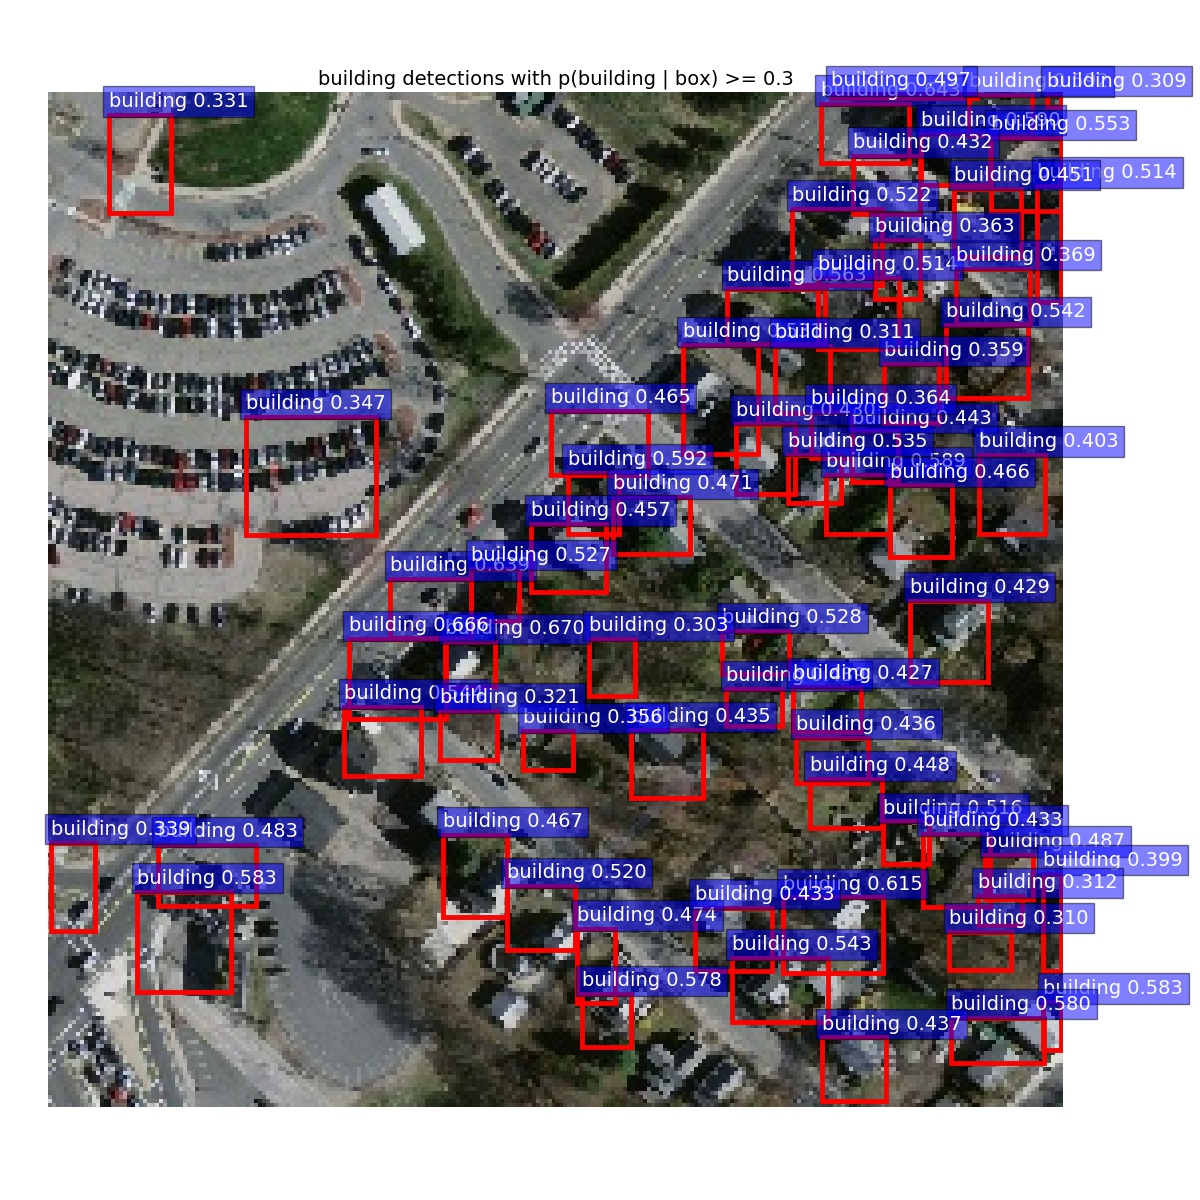 building detections with p(building | box) >= 0.3
building 0.497
building 0.309
building 0.331
building 0.643
building
building 0.553
building 0.432
building 0.451
0.514
building 0.522
building 0.363
building 0.369
building 0.514
building 0.563
building 0.542
building
building 0.311
building 0.359
building 0.465
building 0.347
building 0.364
building 0.430
building 0.443
building 0.535
building 0.403
building 0.592
building 0.589
building 0.466
building 0.471
building 0.457
building 0.527
building 0.639
building 0.429
building 0.666
building 0.670
building 0.303
building 0.528
building
building 0.427
building
building 0.321
building 0.356
building 0.435
building 0.436
building 0.448
building 0.516
building 0.467
building 0.433
building 0.339
building 0.483
building 0.487
building 0.399
building 0.583
building 0.520
building 0.615
building 0.312
building 0.433
building 0.474
building 0.310
building 0.543
building 0.578
building 0.583
building 0.580
building 0.437